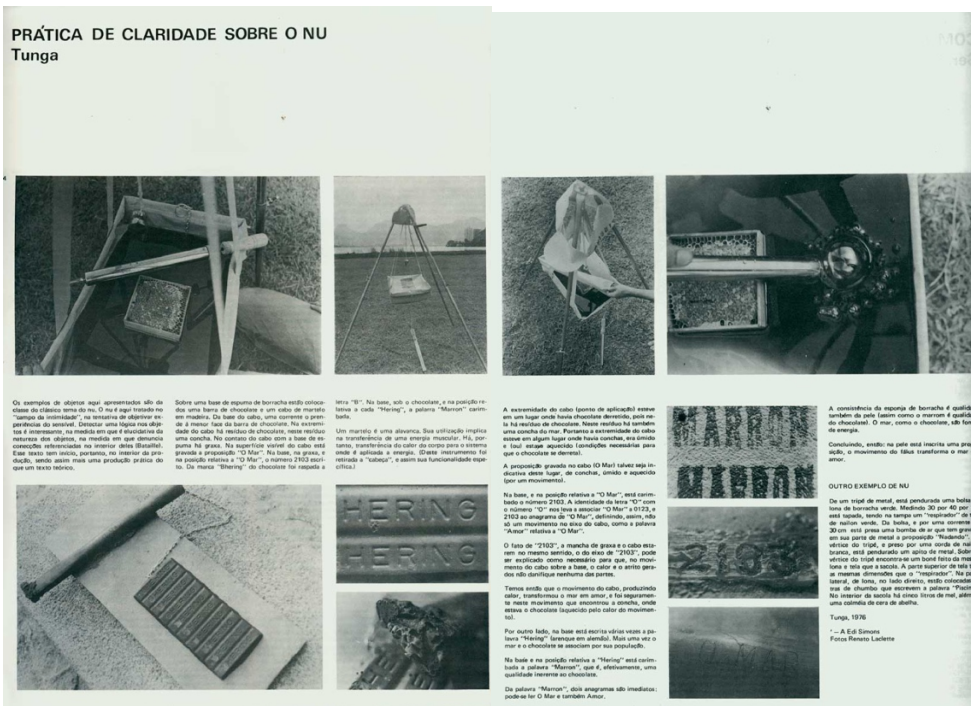 PRÁTICA DE CLARIDADE SOBRE O NU
Tunga
Os exemplos de objetos aqui apresentados são da
classe do clássico tema do nu. O nu é aqui tratado no
"campo da intimidade", na tentativa de objetivar ex-
periências do sensível. Detectar uma lógica nos obje-
tos é interessante, na medida em que é elucidativa da
natureza dos objetos, na medida em que denuncia
conecções referenciadas no interior deles (Bataille).
Esse texto tem início, portanto, no interior da pro-
dução, sendo assim mais uma produção prática do
que um texto teórico.
Sobre uma base de espuma de borracha estão coloca-
dos uma barra de chocolate e um cabo de martelo
em madeira. Da base do cabo, uma corrente o pren-
de à menor face da barra de chocolate. Na extremi-
dade do cabo há resíduo de chocolate, neste resíduo
uma concha. No contato do cabo com a base de es-
puma há graxa. Na superfície visível do cabo está
gravada a proposição "O Mar". Na base, na graxa, e
na posição relativa a "O Mar", o número 2103 escri-
to. Da marca "Bhering" do chocolate foi raspada a
letra "B". Na base, sob o chocolate, e na posição re-
lativa a cada "Hering", a palavra "Marron" carim-
bada.
Um martelo é uma alavanca. Sua utilização implica
na transferência de uma energia muscular. Há, por-
tanto, transferência do calor do corpo para o sistema
onde é aplicada a energia. (Deste instrumento foi
retirada a "cabeça", e assim sua funcionalidade espe-
cífica.)
HERING
HERING
A extremidade do cabo (ponto de aplicação) esteve
em um lugar onde havia chocolate derretido, pois ne-
la há resíduo de chocolate. Neste resíduo há também
uma concha do mar. Portanto a extremidade do cabo
esteve em algum lugar onde havia conchas, era úmido
e (ou) estava aquecido (condições necessárias para
que o chocolate se derreta).
A proposição gravada no cabo (O Mar) talvez seja in-
dicativa deste lugar, de conchas, úmido e aquecido
(por um movimento).
Na base, e na posição relativa a "O Mar", está carim-
bado o número 2103. A identidade da letra "O" com
o número "O" nos leva a associar "O Mar" a 0123, e
2103 ao anagrama de "O Mar", definindo, assim, não
só um movimento no eixo do cabo, como a palavra
"Amor" relativa a "O Mar".
O fato de "2103", a mancha de graxa e o cabo esta-
rem no mesmo sentido, o do eixo de "2103", pode
ser explicado como necessário para que, no movi-
mento do cabo sobre a base, o calor e o atrito gera-
dos não danifique nenhuma das partes.
Temos então que o movimento do cabo, produzindo
calor, transformou o mar em amor, e foi seguramen-
te neste movimento que encontrou a concha, onde
estava o chocolate (aquecido pelo calor do movimen-
to).
Por outro lado, na base está escrita várias vezes a pa-
lavra "Hering" (arenque em alemão). Mais uma vez o
mar e o chocolate se associam por sua população.
Na base e na posição relativa a "Hering" está carim-
bada a palavra "Marron", que é, efetivamente, uma
qualidade inerente ao chocolate.
Da palavra "Marron", dois anagramas são imediatos:
pode-se ler O Mar e também Amor.
MARRON
MARRON
A consistência da esponja de borracha é
também da pele (assim como o marrom é
do chocolate). O mar, como o chocolate, são
de energia.
Concluindo, então: na pele está inscrita uma
sição, o movimento do fálus transforma o mar
amor.
OUTRO EXEMPLO DE NU
De um tripé de metal, está pendurada uma
lona de borracha verde. Medindo 30 por 40 por
está tapada, tendo na tampa um "respirador" de
de nailon verde. Da bolsa, e por uma corrente
30 cm está presa uma bomba de ar que tem
em sua parte de metal a proposição "Nadanda".
vértice do tripé, e preso por uma corda de
branca, está pendurado um apito de metal.
vértice do tripé encontra-se um boné feito da
lona e tela que a sacola. A parte superior de tela
as mesmas dimensões que o "respirador". Na
lateral, de lona, no lado direito, estão
tras de chumbo que escrevem a palavra
No interior da sacola há cinco litros de mel,
uma colméia de cera de abelha.
Tunga, 1976
* — A Edi Simons
Fotos Renato Laclette